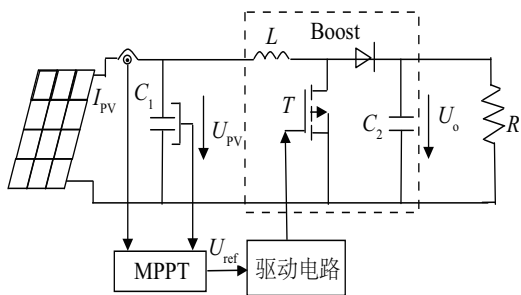 Boost
L
I_PV
C_1
T
U_PV
C_2
U_o
R
U_ref
MPPT
驱动电路